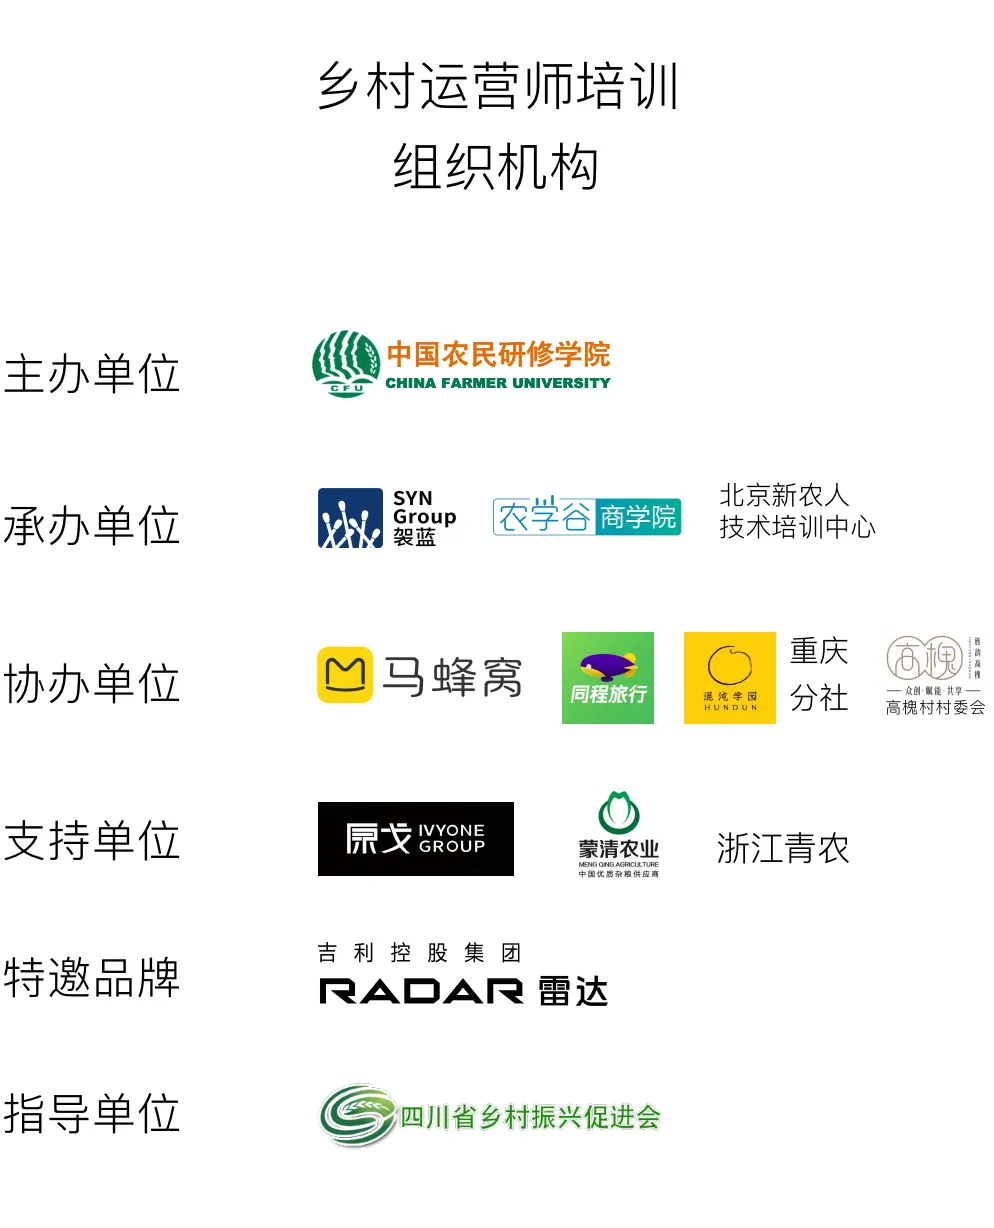 乡村运营师培训
组织机构
主办单位
CFU
中国农民研修学院
CHINA FARMER UNIVERSITY
承办单位
SYN
Group
袈蓝
农学谷 商学院
北京新农人
技术培训中心
协办单位
马蜂窝
同程旅行
混沌学园
HUNDUN
重庆
分社
高槐
众创·赋能·共享
高槐村村委会
支持单位
原戈
IVYONE
GROUP
蒙清农业
MENG QING AGRICULTURE
中国优质杂粮供应商
浙江青农
特邀品牌
吉利控股集团
RADAR 雷达
指导单位
四川省乡村振兴促进会